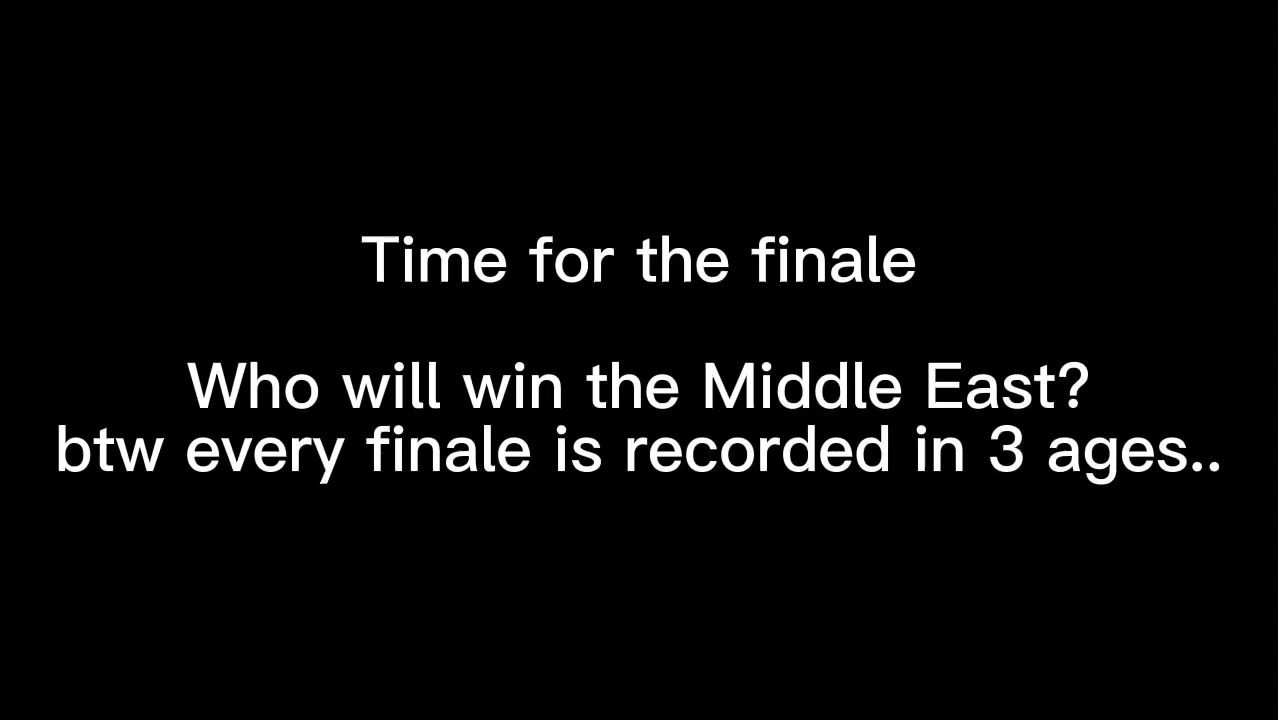 Time for the finale
Who will win the Middle East?
btw every finale is recorded in 3 ages..